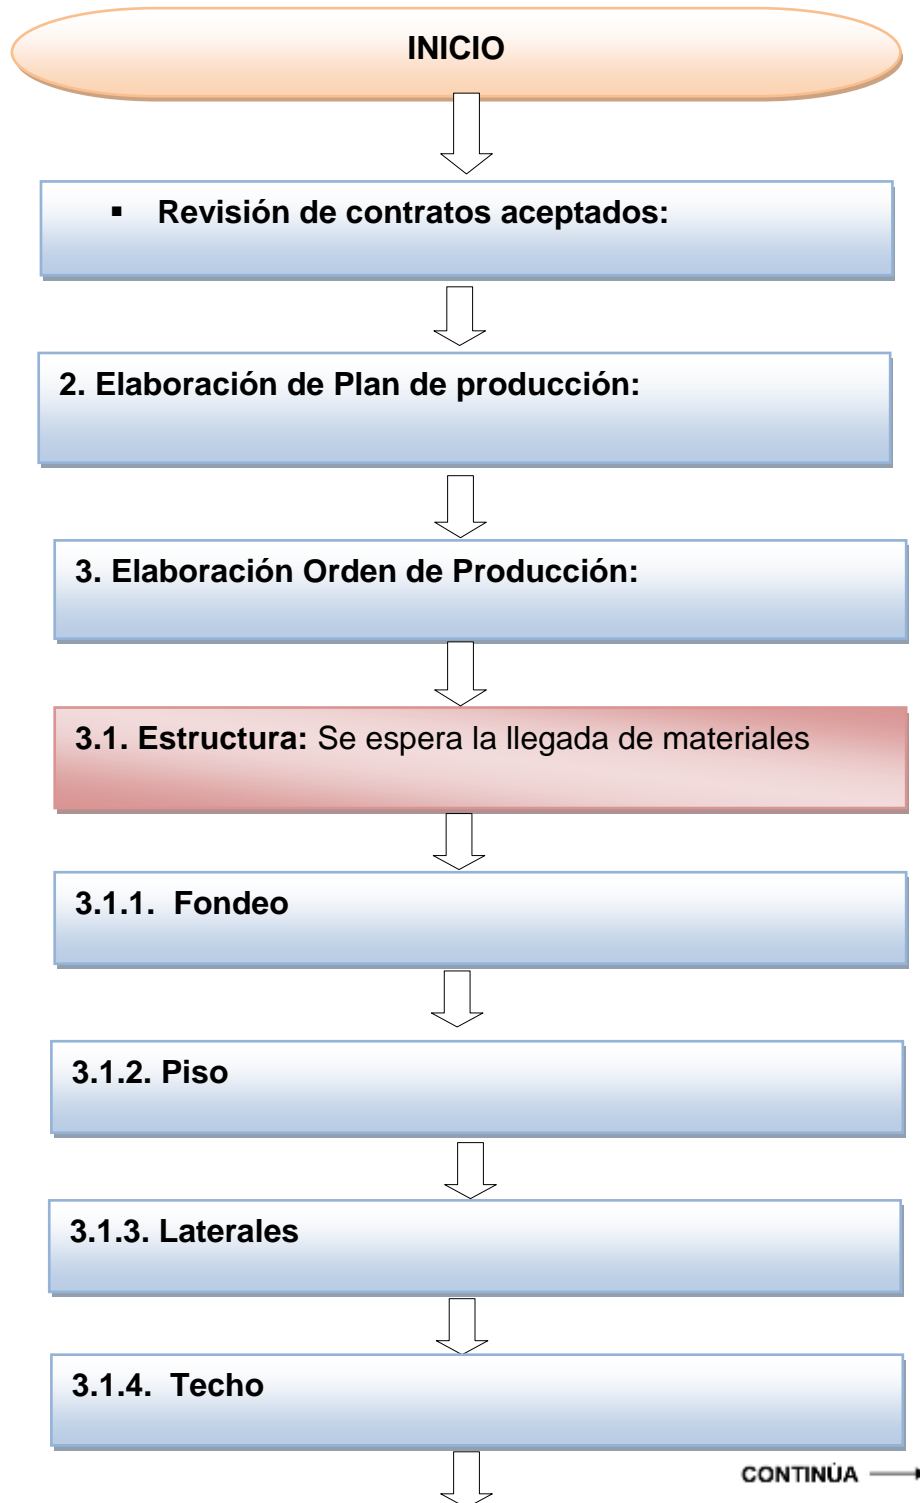 INICIO
▪ Revisión de contratos aceptados:
2. Elaboración de Plan de producción:
3. Elaboración Orden de Producción:
3.1. Estructura: Se espera la llegada de materiales
3.1.1. Fondeo
3.1.2. Piso
3.1.3. Laterales
3.1.4. Techo
CONTINÚA